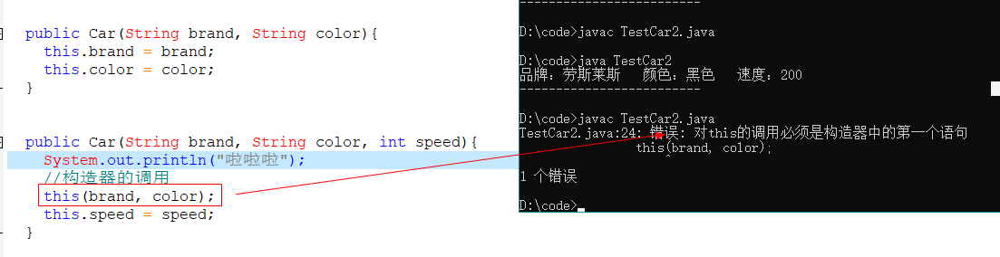 public Car(String brand, String color){
this.brand = brand;
this.color = color;
}
public Car(String brand, String color, int speed){
System.out.println("啦啦啦");
//构造器的调用
this(brand, color);
this.speed = speed;
}
-------------------------
D:\code>javac TestCar2.java
D:\code>java TestCar2
品牌：劳斯莱斯 颜色：黑色 速度：200
-------------------------
D:\code>javac TestCar2.java
TestCar2.java:24: 错误: 对this的调用必须是构造器中的第一个语句
this(brand, color);
^
1 个错误
D:\code>